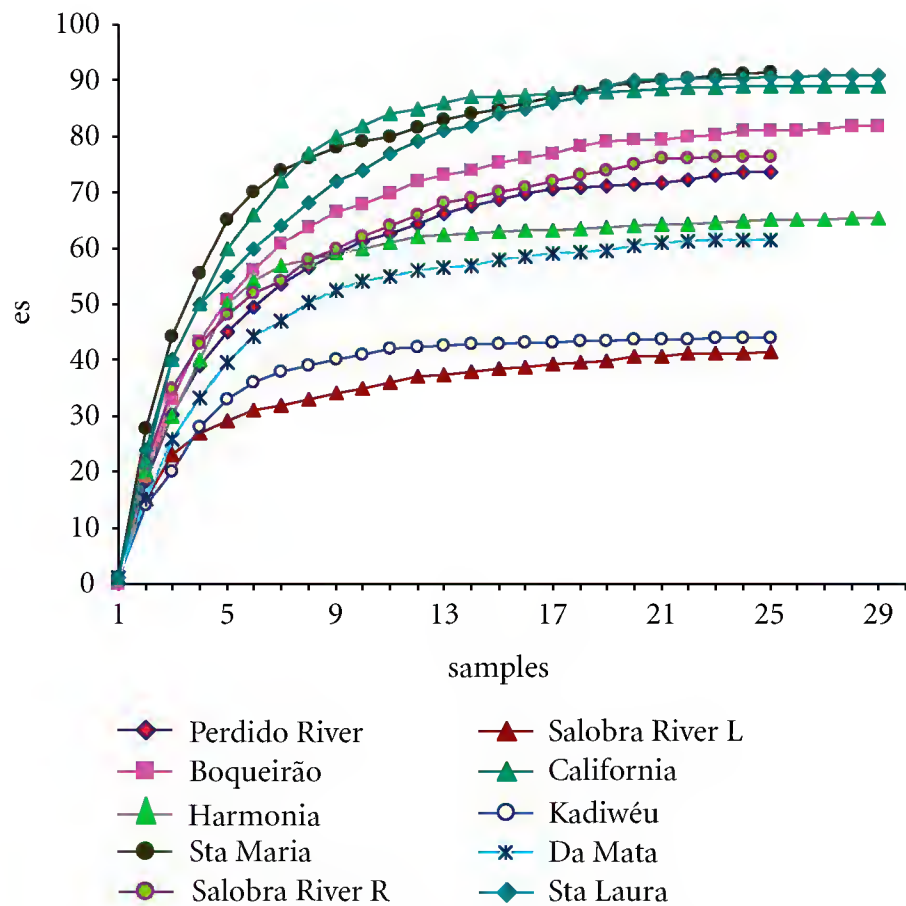 100
90
80
70
60
50
40
30
20
10
0
es
1 5 9 13 17 21 25 29
samples
Perdido River
Boqueirão
Harmonia
Sta Maria
Salobra River R
Salobra River L
California
Kadiwéu
Da Mata
Sta Laura